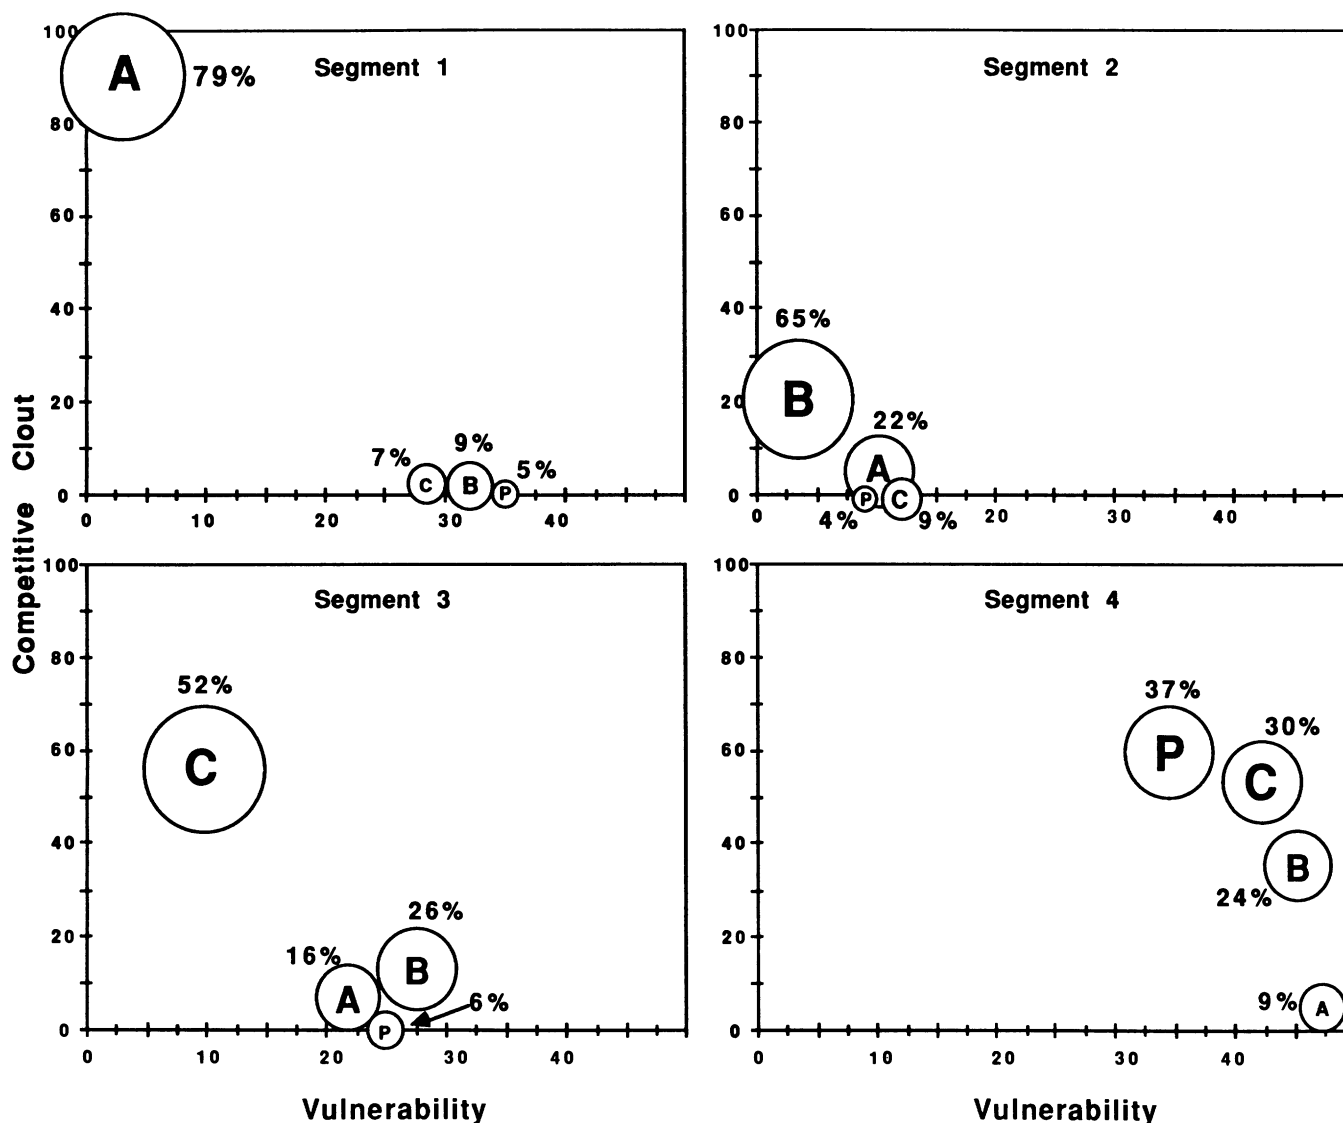 Competitive Clout
Segment 1
100
80
60
40
20
0
A
79%
7%
9%
5%
C
B
P
0
10
20
30
40
Segment 2
100
80
60
40
20
0
65%
B
22%
A
P
C
4%
9%
0
20
30
40
Segment 3
100
80
60
40
20
0
52%
C
26%
16%
B
A
6%
P
0
10
20
30
40
Vulnerability
Segment 4
100
80
60
40
20
0
37%
30%
P
C
B
24%
9%
A
0
10
20
30
40
Vulnerability